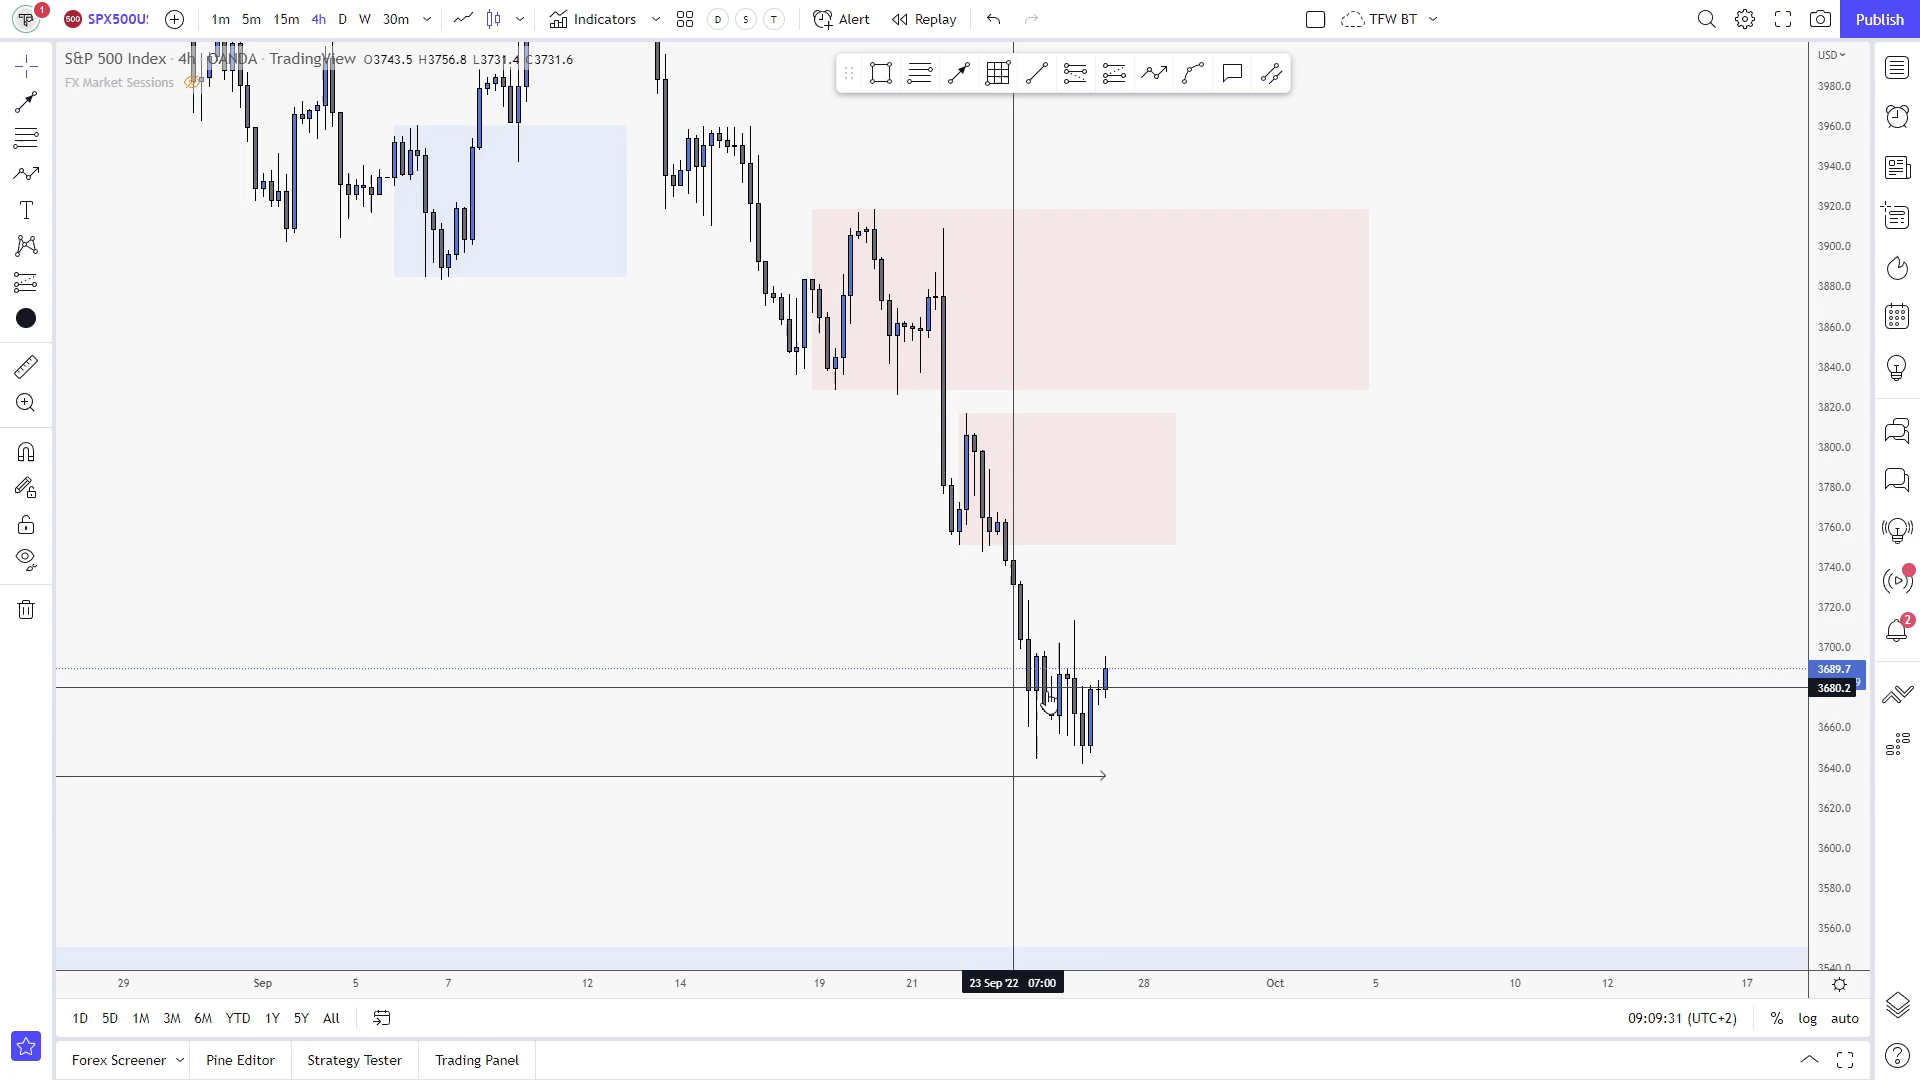 1
500 SPX500U
1m 5m 15m 4h D W 30m
Indicators
D S T
Alert
Replay
TFW BT
Publish
S&P 500 Index · 4h · OANDA · TradingView O3743.5 H3756.8 L3731.4 C3731.6
FX Market Sessions
USD
3980.0
3960.0
3940.0
3920.0
3900.0
3880.0
3860.0
3840.0
3820.0
3800.0
3780.0
3760.0
3740.0
3720.0
3700.0
3689.7
3680.2
3660.0
3640.0
3620.0
3600.0
3580.0
3560.0
3540.0
2
29 Sep 5 7 12 14 19 21 23 Sep '22 07:00 28 Oct 5 10 12 17
1D 5D 1M 3M 6M YTD 1Y 5Y All
09:09:31 (UTC+2) % log auto
Forex Screener Pine Editor Strategy Tester Trading Panel